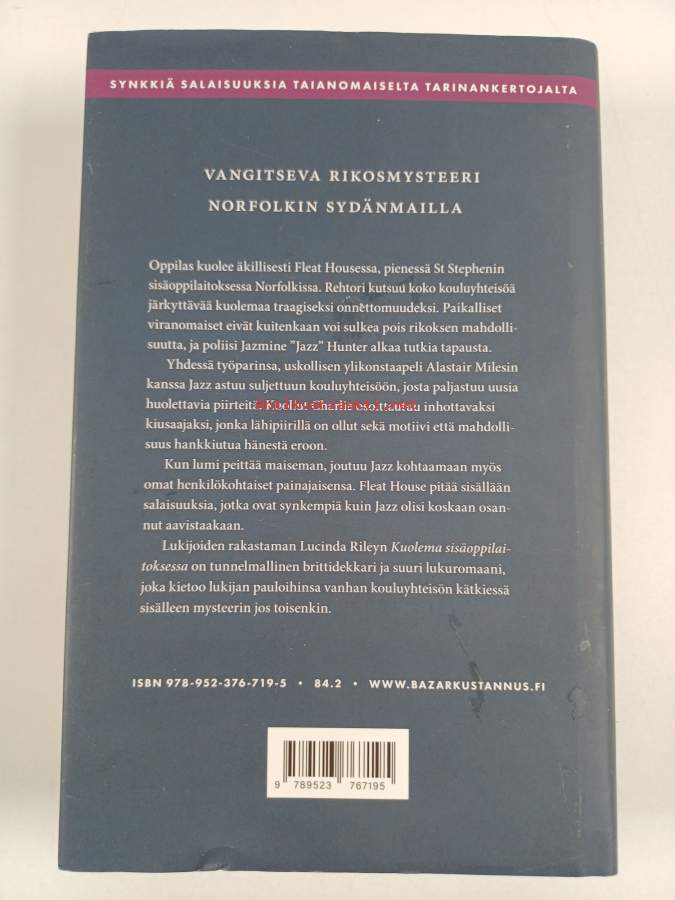 SYNKKIÄ SALAISUUKSIA TAIANOMAISELTA TARINANKERTOJALTA
VANGITSEVA RIKOSMYSTEERI
NORFOLKIN SYDÄNMAILLA
Oppilas kuolee äkillisesti Fleat Housessa, pienessä St Stephenin
sisäoppilaitoksessa Norfolkissa. Rehtori kutsuu koko kouluyhteisöä
järkyttävää kuolemaa traagiseksi onnettomuudeksi. Paikalliset
viranomaiset eivät kuitenkaan voi sulkea pois rikoksen mahdolli-
suutta, ja poliisi Jazmine ”Jazz” Hunter alkaa tutkia tapausta.
Yhdessä työparinsa, uskollisen ylikonstaapeli Alastair Milesin
kanssa Jazz astuu suljettuun kouluyhteisöön, josta paljastuu uusia
huolettavia piirteitä. Charlie osoittautuu inhottavaksi
kiusaajaksi, jonka lähipiirillä on ollut sekä motiivi että mahdolli-
suus hankkiutua hänestä eroon.
Kun lumi peittää maiseman, joutuu Jazz kohtaamaan myös
omat henkilökohtaiset painajaisensa. Fleat House pitää sisällään
salaisuuksia, jotka ovat synkempiä kuin Jazz olisi koskaan osan-
nut aavistaakaan.
Lukijoiden rakastaman Lucinda Rileyn Kuolema sisäoppilai-
toksessa on tunnelmallinen brittidekkari ja suuri lukuromaani,
joka kietoo lukijan pauloihinsa vanhan kouluyhteisön kätkiessä
sisälleen mysteerin jos toisenkin.
ISBN 978-952-376-719-5 • 84.2 • WWW.BAZARKUSTANNUS.FI
9 789523 767195